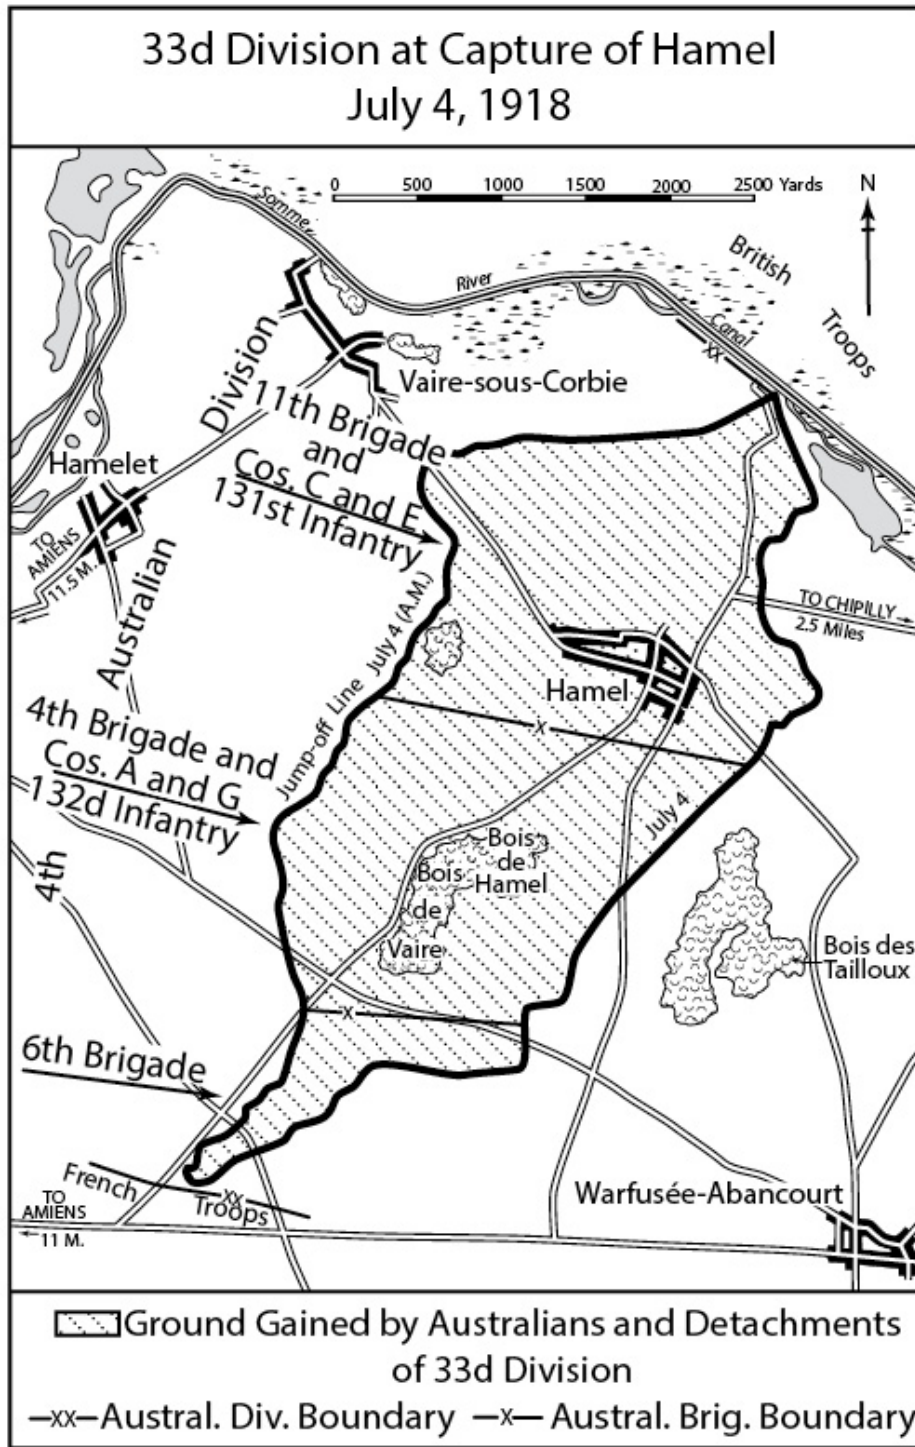 33d Division at Capture of Hamel
July 4, 1918
0 500 1000 1500 2000 2500 Yards
N
Somme
River
Canal
British
Troops
XX
Vaire-sous-Corbie
Division
11th Brigade
and
Cos. C and E
131st Infantry
Hamelet
TO
AMIENS
11.5 M.
Australian
Jump-off Line July 4 (A.M.)
TO CHIPILLY
2.5 Miles
Hamel
X
4th Brigade and
Cos. A and G
132d Infantry
July 4
4th
Bois
de
Hamel
Bois
de
Vaire
Bois des
Tailloux
X
6th Brigade
French
Troops
XX
TO
AMIENS
11 M.
Warfusée-Abancourt
Ground Gained by Australians and Detachments
of 33d Division
XX Austral. Div. Boundary X Austral. Brig. Boundary